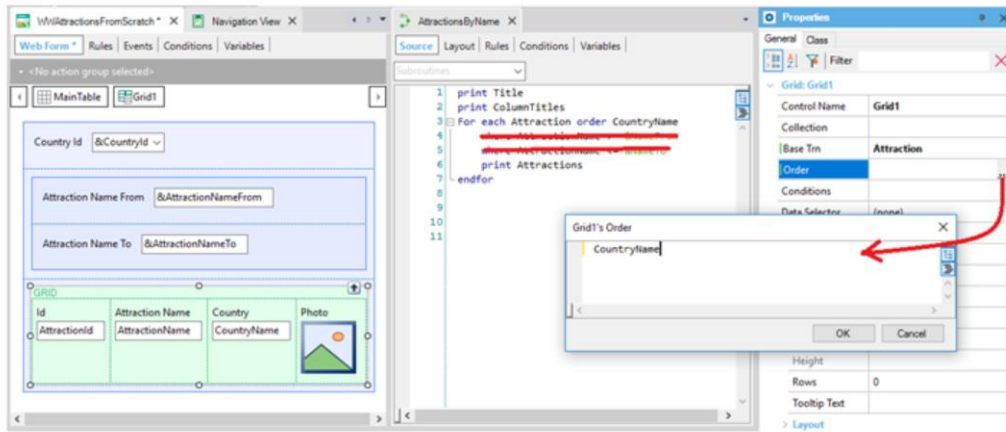 WWAttractionsFromScratch * X
Navigation View X
Web Form * Rules Events Conditions Variables
<No action group selected>
MainTable Grid1
Country Id &CountryId
Attraction Name From &AttractionNameFrom
Attraction Name To &AttractionNameTo
GRID
Id Attraction Name Country Photo
AttractionId AttractionName CountryName
AttractionsByName X
Source Layout Rules Conditions Variables
Subroutines
1 print Title
2 print ColumnTitles
3 For each Attraction order CountryName
4
5
6 print Attractions
7 endfor
8
9
10
11
Grid1's Order
CountryName
OK Cancel
Properties
General Class
Filter
Grid: Grid1
Control Name Grid1
Collection
Base Trn Attraction
Order
Conditions
Data Selector (none)
Height
Rows 0
Tooltip Text
Layout